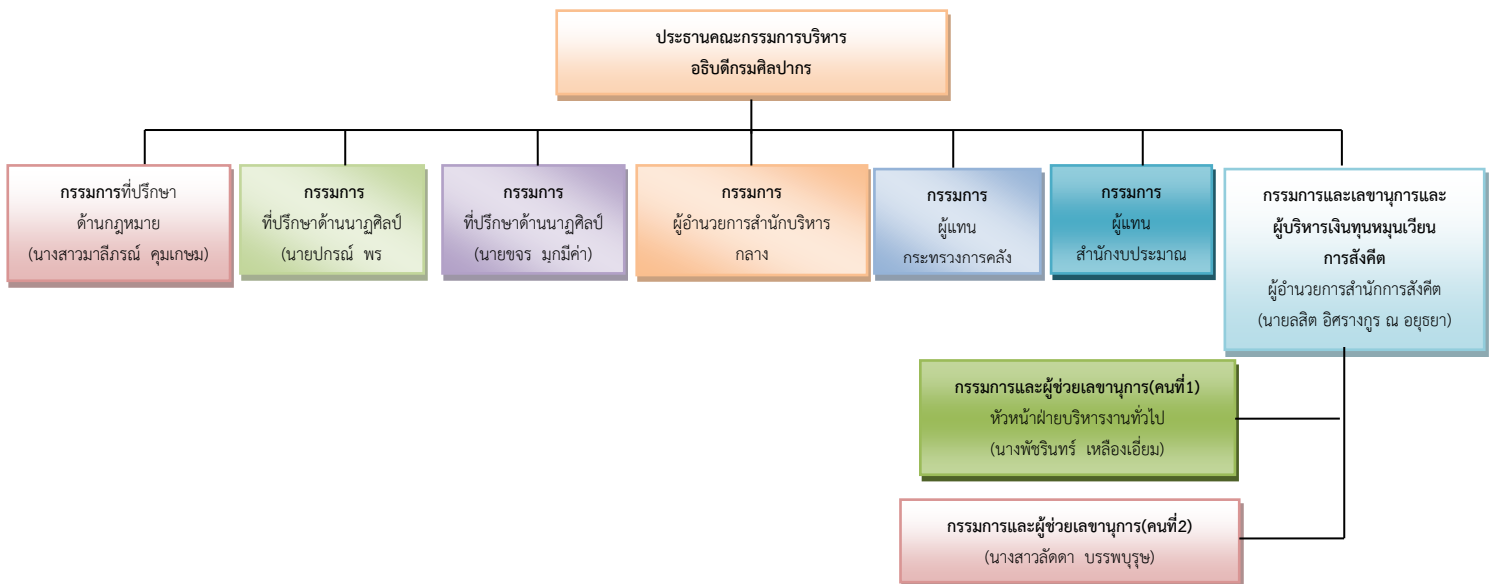 ประธานคณะกรรมการบริหาร
อธิบดีกรมศิลปากร
กรรมการที่ปรึกษา
ด้านกฎหมาย
(นางสาวมาลีภรณ์ คุมเกษม)
กรรมการ
ที่ปรึกษาด้านนาฏศิลป์
(นายปกรณ์ พร
กรรมการ
ที่ปรึกษาด้านนาฏศิลป์
(นายขจร มุกมีค่า)
กรรมการ
ผู้อำนวยการสำนักบริหาร
กลาง
กรรมการ
ผู้แทน
กระทรวงการคลัง
กรรมการ
ผู้แทน
สำนักงบประมาณ
กรรมการและเลขานุการและ
ผู้บริหารเงินทุนหมุนเวียน
การสังคีต
ผู้อำนวยการสำนักการสังคีต
(นายลสิต อิศรางกูร ณ อยุธยา)
กรรมการและผู้ช่วยเลขานุการ(คนที่1)
หัวหน้าฝ่ายบริหารงานทั่วไป
(นางพัชรินทร์ เหลืองเอี่ยม)
กรรมการและผู้ช่วยเลขานุการ(คนที่2)
(นางสาวลัดดา บรรพบุรุษ)